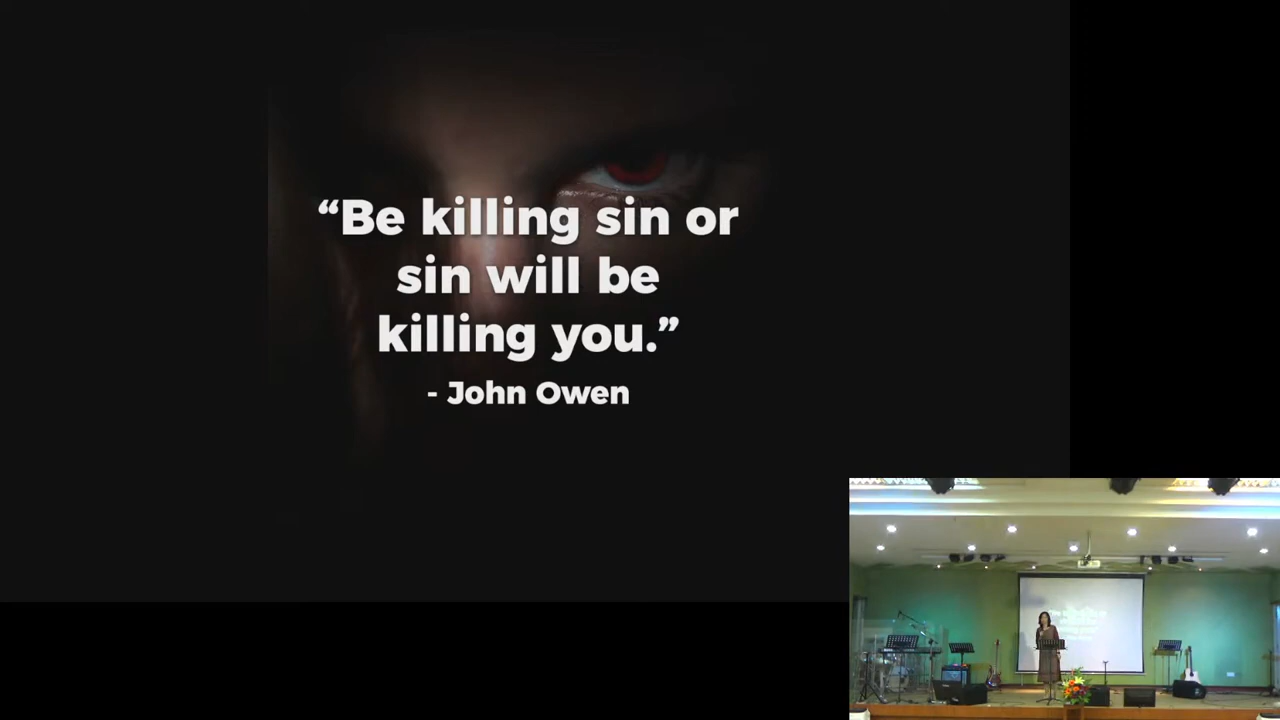 “Be killing sin or
sin will be
killing you.”
- John Owen